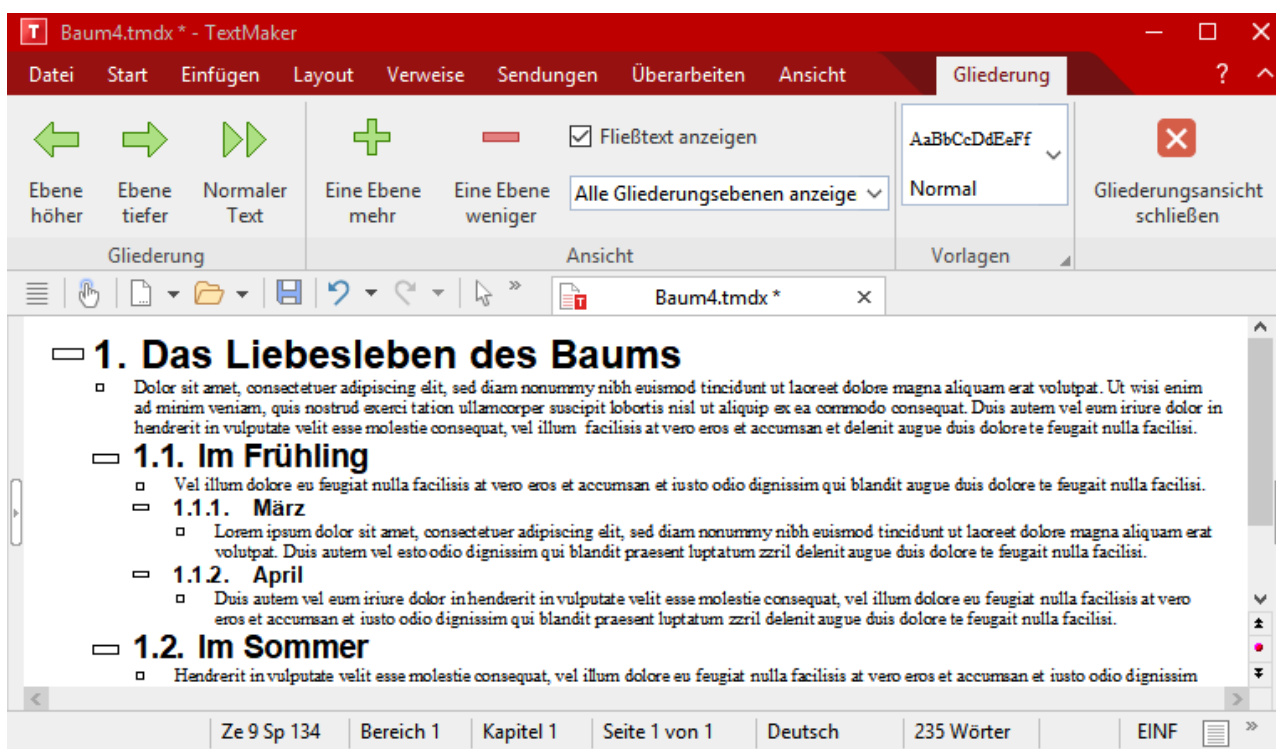 T Baum4.tmdx * - TextMaker
Datei Start Einfügen Layout Verweise Sendungen Überarbeiten Ansicht Gliederung ?
Ebene höher
Ebene tiefer
Normaler Text
Eine Ebene mehr
Eine Ebene weniger
Fließtext anzeigen
Alle Gliederungsebenen anzeige
AaBbCcDdEeFf
Normal
Gliederungsansicht schließen
Gliederung Ansicht Vorlagen
Baum4.tmdx *
1. Das Liebesleben des Baums
Dolor sit amet, consectetuer adipiscing elit, sed diam nonummy nibh euismod tincidunt ut laoreet dolore magna aliquam erat volutpat. Ut wisi enim
ad minim veniam, quis nostrud exerci tation ullamcorper suscipit lobortis nisl ut aliquip ex ea commodo consequat. Duis autem vel eum iriure dolor in
hendrerit in vulputate velit esse molestie consequat, vel illum facilisis at vero eros et accumsan et delenit augue duis dolore te feugait nulla facilisi.
1.1. Im Frühling
Vel illum dolore eu feugiat nulla facilisis at vero eros et accumsan et iusto odio dignissim qui blandit augue duis dolore te feugait nulla facilisi.
1.1.1. März
Lorem ipsum dolor sit amet, consectetuer adipiscing elit, sed diam nonummy nibh euismod tincidunt ut laoreet dolore magna aliquam erat
volutpat. Duis autem vel esto odio dignissim qui blandit praesent luptatum zzril delenit augue duis dolore te feugait nulla facilisi.
1.1.2. April
Duis autem vel eum iriure dolor in hendrerit in vulputate velit esse molestie consequat, vel illum dolore eu feugiat nulla facilisis at vero
eros et accumsan et iusto odio dignissim qui blandit praesent luptatum zzril delenit augue duis dolore te feugait nulla facilisi.
1.2. Im Sommer
Hendrerit in vulputate velit esse molestie consequat, vel illum dolore eu feugiat nulla facilisis at vero eros et accumsan et iusto odio dignissim
Ze 9 Sp 134 Bereich 1 Kapitel 1 Seite 1 von 1 Deutsch 235 Wörter EINF